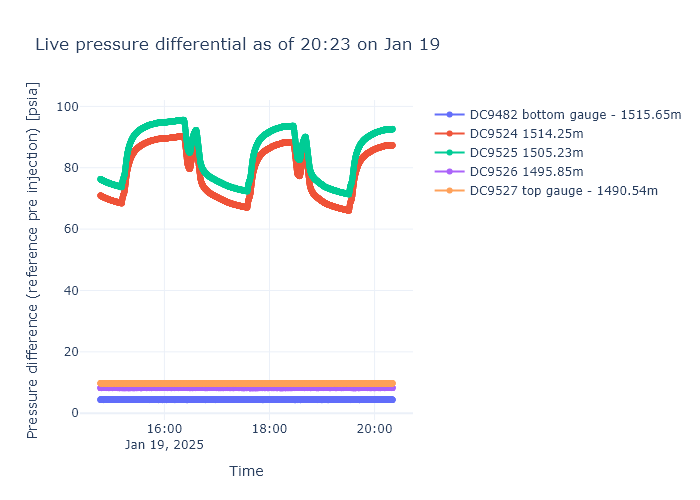 Live pressure differential as of 20:23 on Jan 19
Pressure difference (reference pre injection) [psia]
100
80
60
40
20
0
16:00
Jan 19, 2025
18:00
20:00
Time
DC9482 bottom gauge - 1515.65m
DC9524 1514.25m
DC9525 1505.23m
DC9526 1495.85m
DC9527 top gauge - 1490.54m